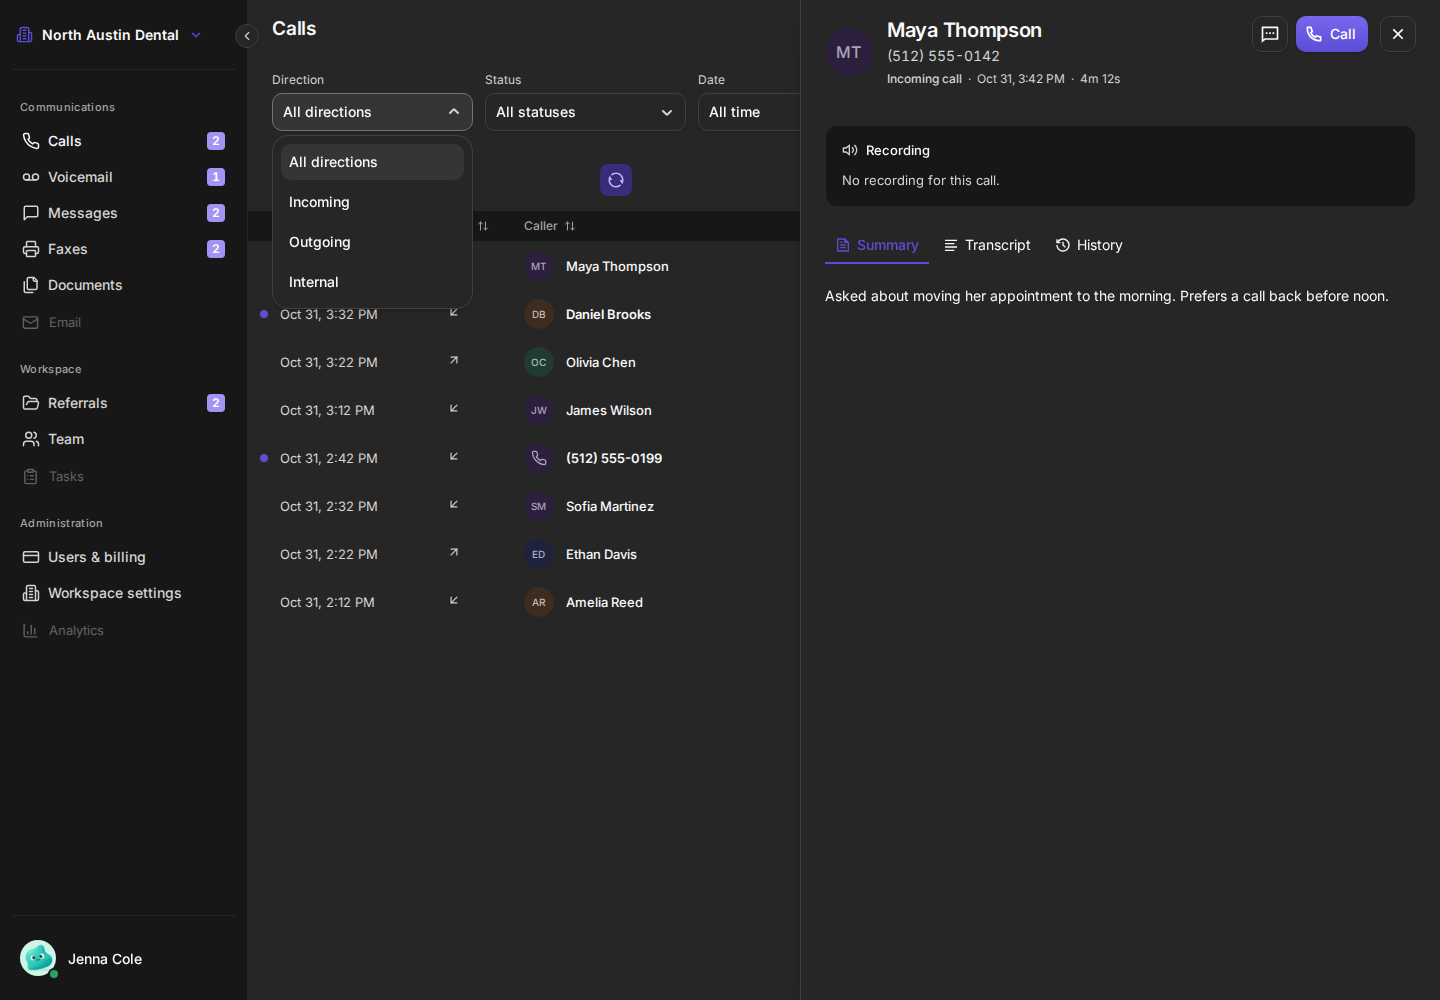 North Austin Dental
Communications
Calls 2
Voicemail 1
Messages 2
Faxes 2
Documents
Email
Workspace
Referrals 2
Team
Tasks
Administration
Users & billing
Workspace settings
Analytics
Jenna Cole
Calls
Direction Status Date
All directions All statuses All time
All directions
Incoming
Outgoing
Internal
Caller
MT Maya Thompson
Oct 31, 3:32 PM DB Daniel Brooks
Oct 31, 3:22 PM OC Olivia Chen
Oct 31, 3:12 PM JW James Wilson
Oct 31, 2:42 PM (512) 555-0199
Oct 31, 2:32 PM SM Sofia Martinez
Oct 31, 2:22 PM ED Ethan Davis
Oct 31, 2:12 PM AR Amelia Reed
MT
Maya Thompson
(512) 555-0142
Incoming call · Oct 31, 3:42 PM · 4m 12s
Call
Recording
No recording for this call.
Summary Transcript History
Asked about moving her appointment to the morning. Prefers a call back before noon.